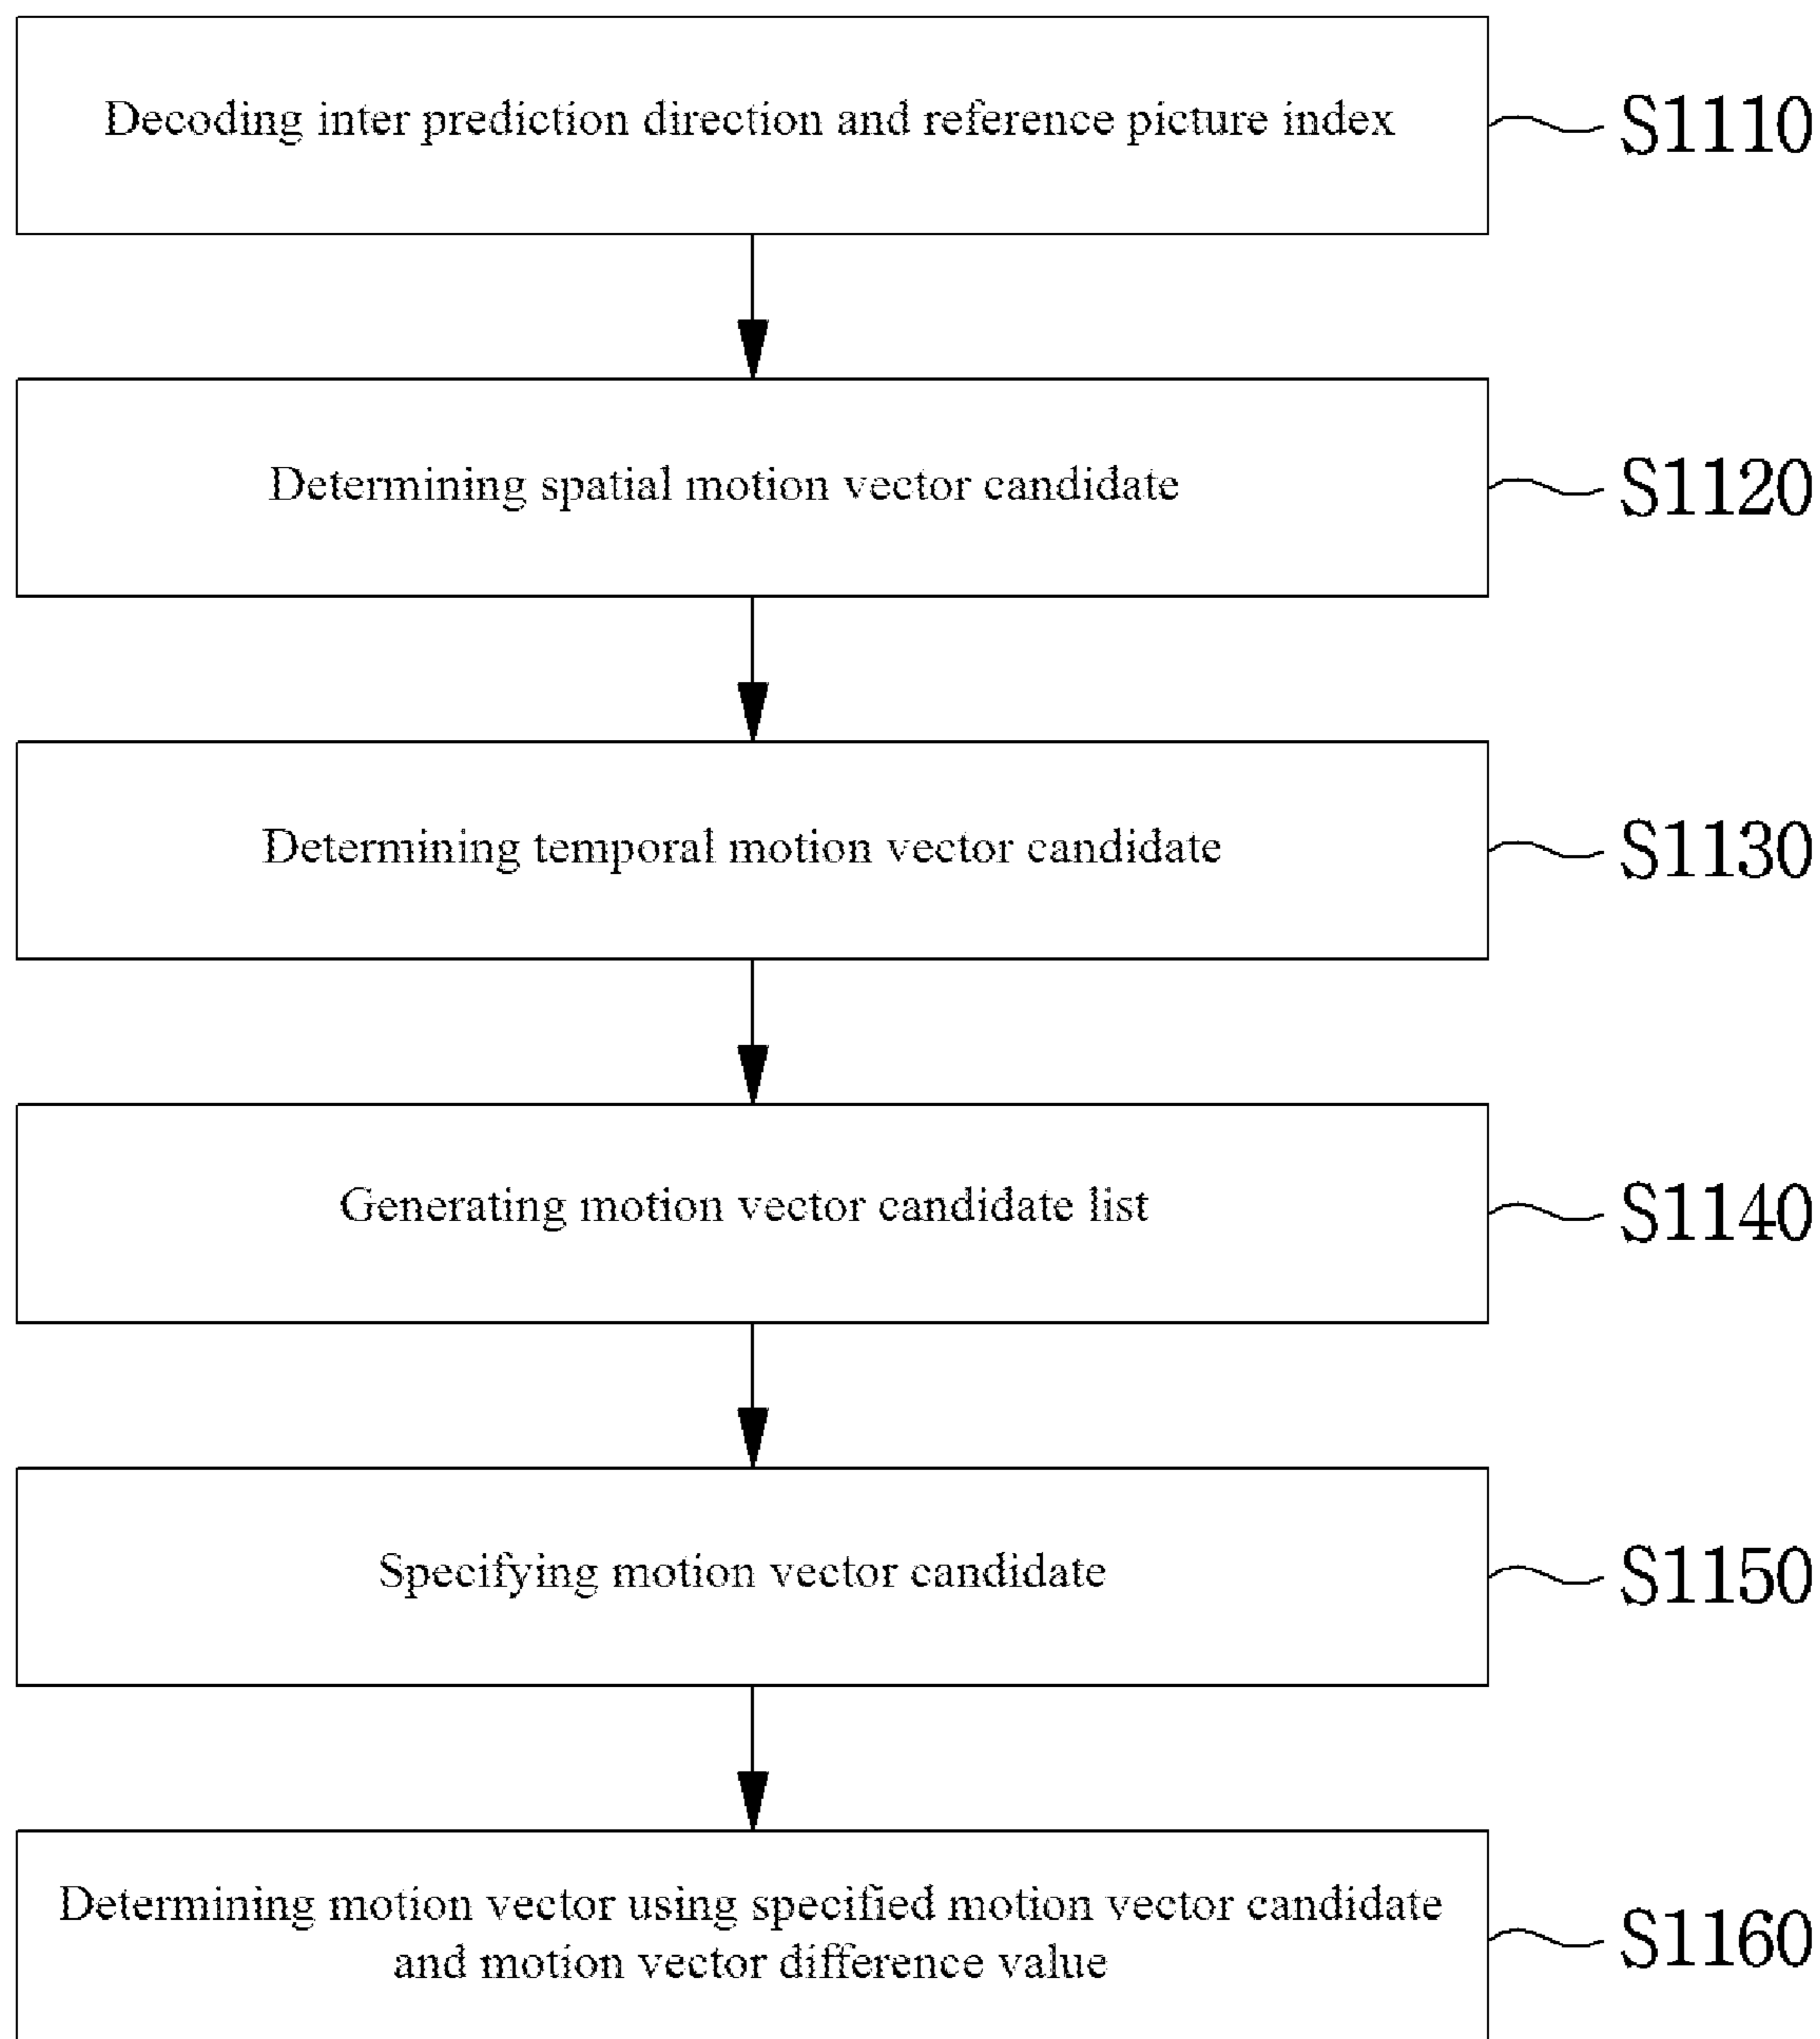 Decoding inter prediction direction and reference picture index
S1110
Determining spatial motion vector candidate
S1120
Determining temporal motion vector candidate
S1130
Generating motion vector candidate list
S1140
Specifying motion vector candidate
S1150
Determining motion vector using specified motion vector candidate
and motion vector difference value
S1160